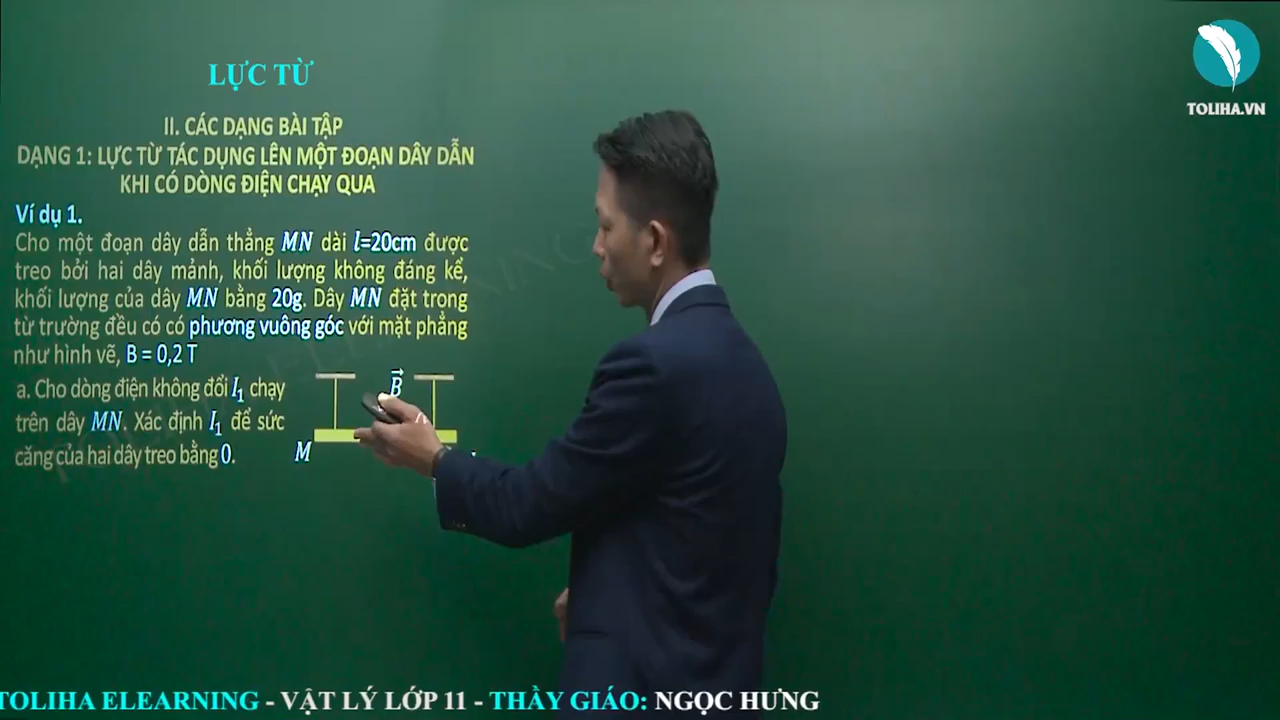 LỰC TỪ
TOLIHA.VN
II. CÁC DẠNG BÀI TẬP
DẠNG 1: LỰC TỪ TÁC DỤNG LÊN MỘT ĐOẠN DÂY DẪN
KHI CÓ DÒNG ĐIỆN CHẠY QUA
Ví dụ 1.
Cho một đoạn dây dẫn thẳng MN dài l=20cm được
treo bởi hai dây mảnh, khối lượng không đáng kể,
khối lượng của dây MN bằng 20g. Dây MN đặt trong
từ trường đều có có phương vuông góc với mặt phẳng
như hình vẽ, B = 0,2 T
a. Cho dòng điện không đổi I₁ chạy
trên dây MN. Xác định I₁ để sức
căng của hai dây treo bằng 0.
B⃗
M
TOLIHA ELEARNING - VẬT LÝ LỚP 11 - THẦY GIÁO: NGỌC HƯNG